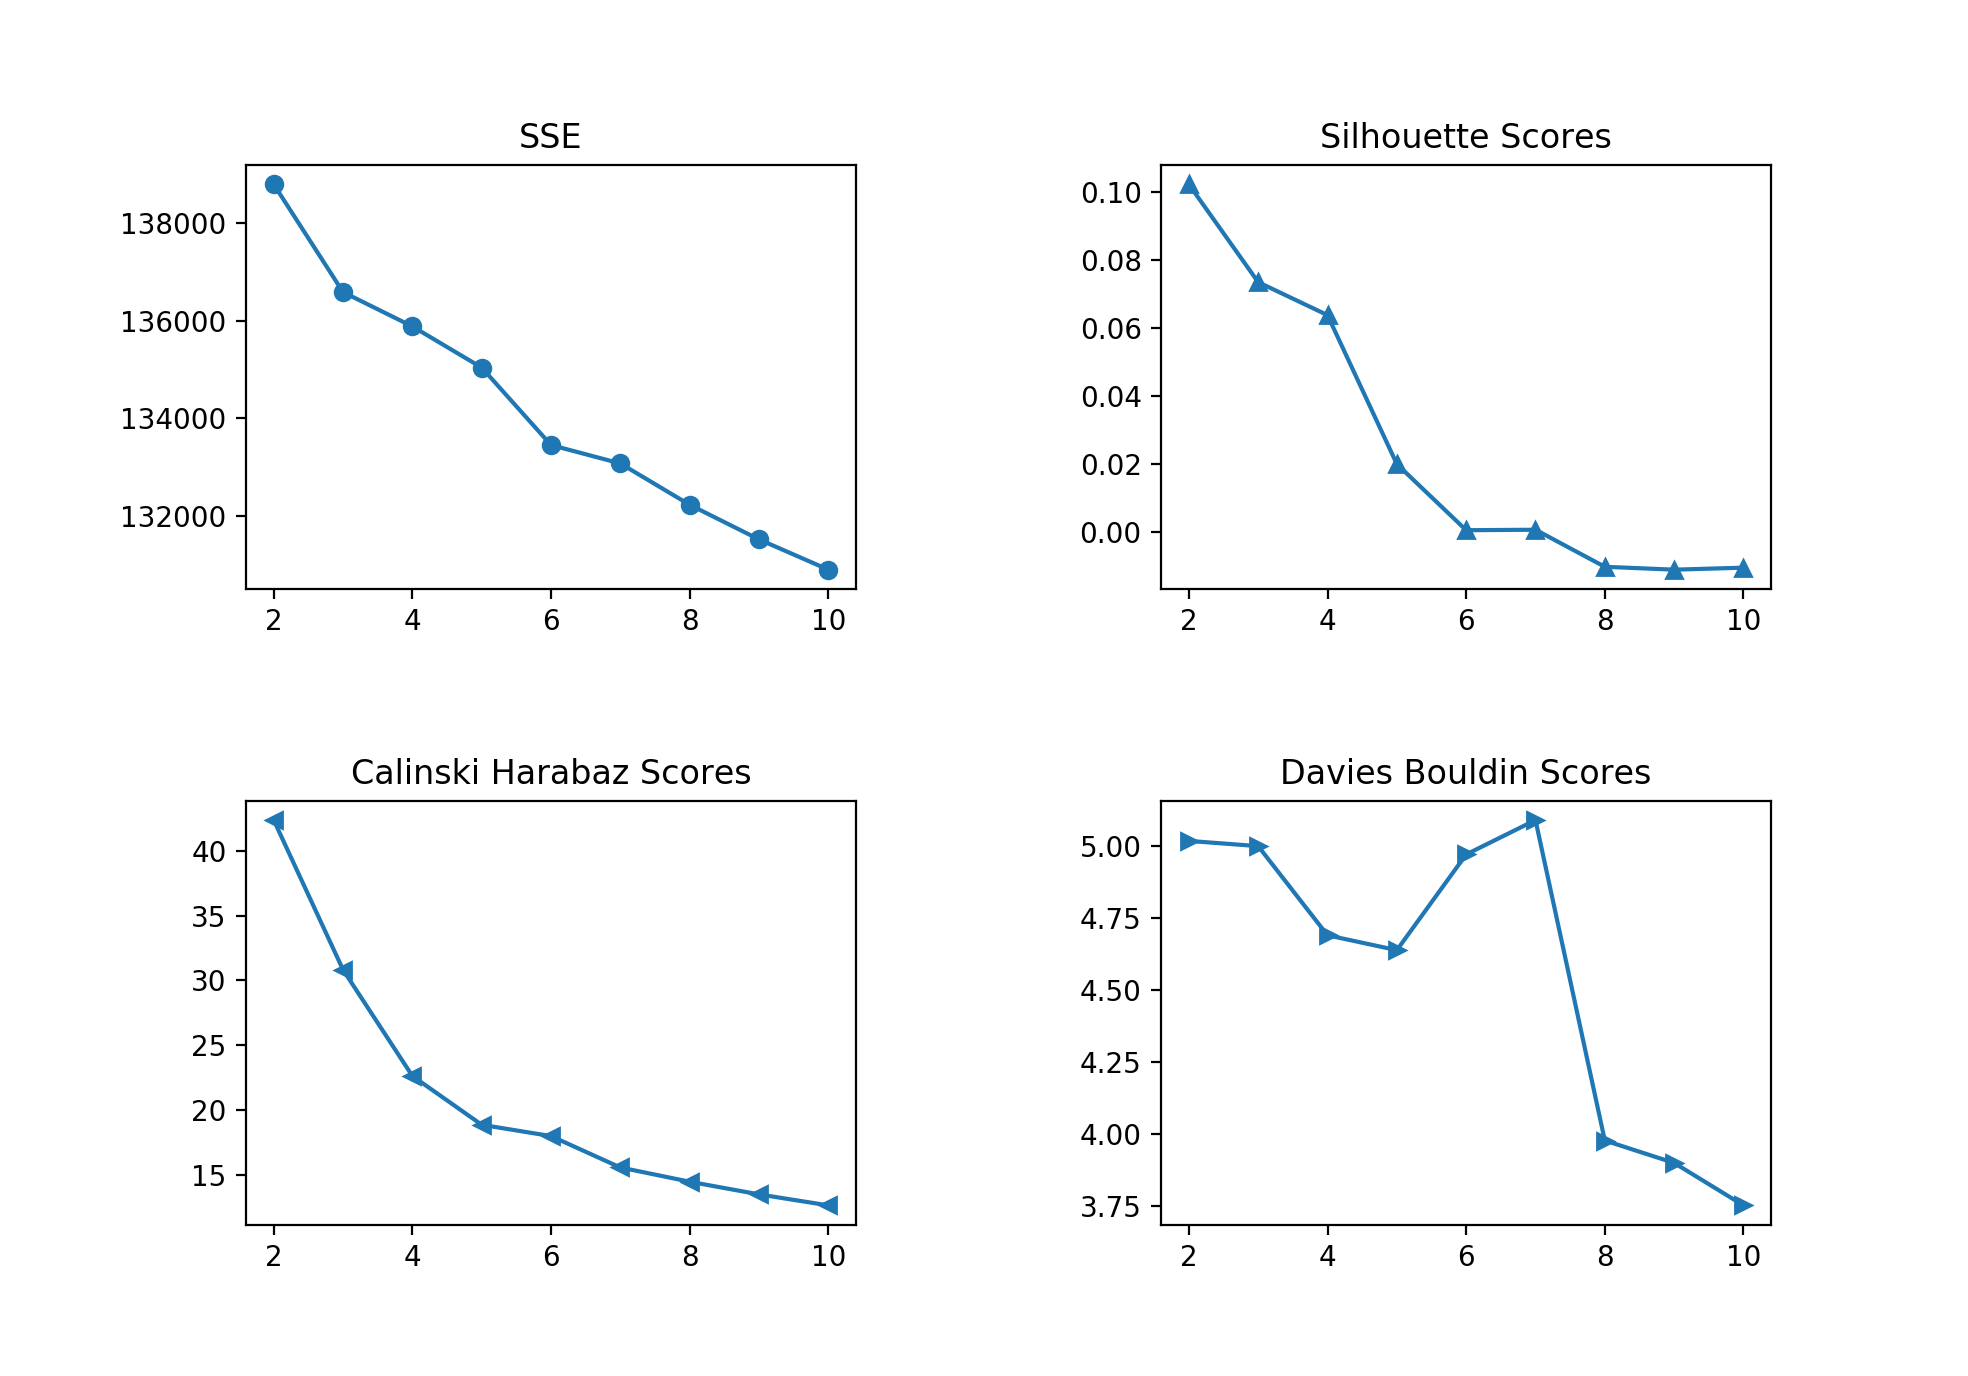 SSE
138000
136000
134000
132000
2 4 6 8 10
Silhouette Scores
0.10
0.08
0.06
0.04
0.02
0.00
2 4 6 8 10
Calinski Harabaz Scores
40
35
30
25
20
15
2 4 6 8 10
Davies Bouldin Scores
5.00
4.75
4.50
4.25
4.00
3.75
2 4 6 8 10